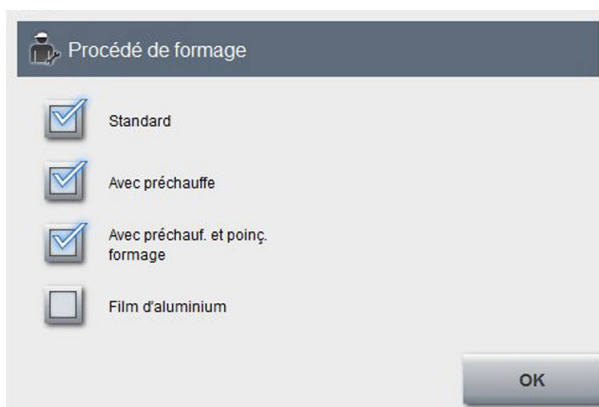 Procédé de formage
Standard
Avec préchauffe
Avec préchauf. et poinç.
formage
Film d'aluminium
OK